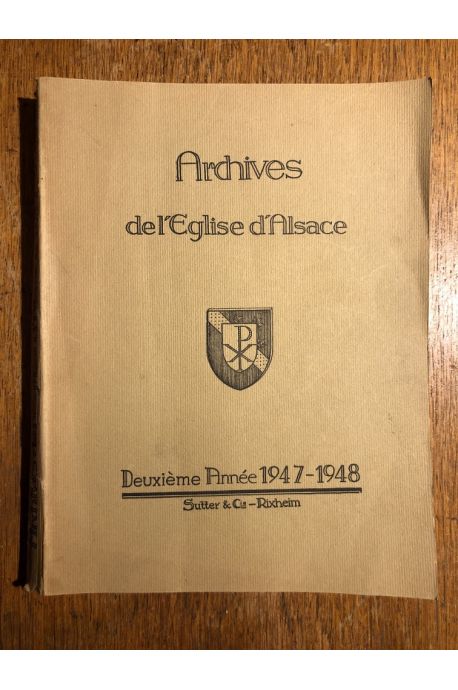 Archives
de l'Eglise d'Alsace
Deuxième Année 1947-1948
Sutter & Cie - Rixheim